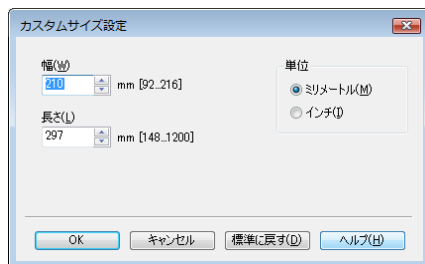 カスタムサイズ設定
幅(W)
210 mm [92..216]
長さ(L)
297 mm [148..1200]
単位
ミリメートル(M)
インチ(I)
OK キャンセル 標準に戻す(D) ヘルプ(H)